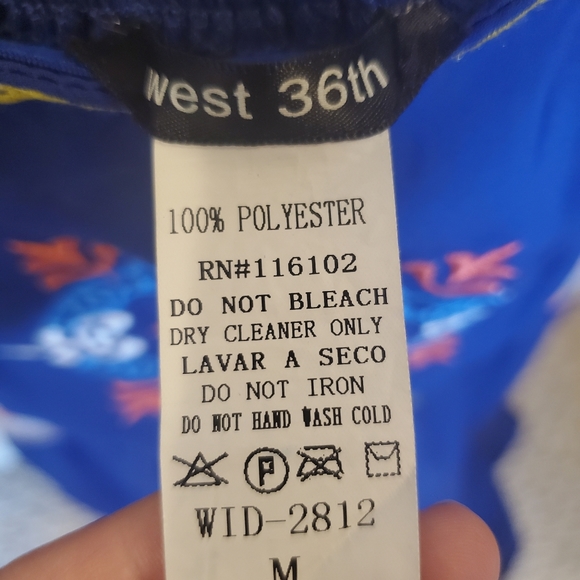 west 36th
100% POLYESTER
RN#116102
DO NOT BLEACH
DRY CLEANER ONLY
LAVAR A SECO
DO NOT IRON
DO NOT HAND WASH COLD
P
WID-2812
M